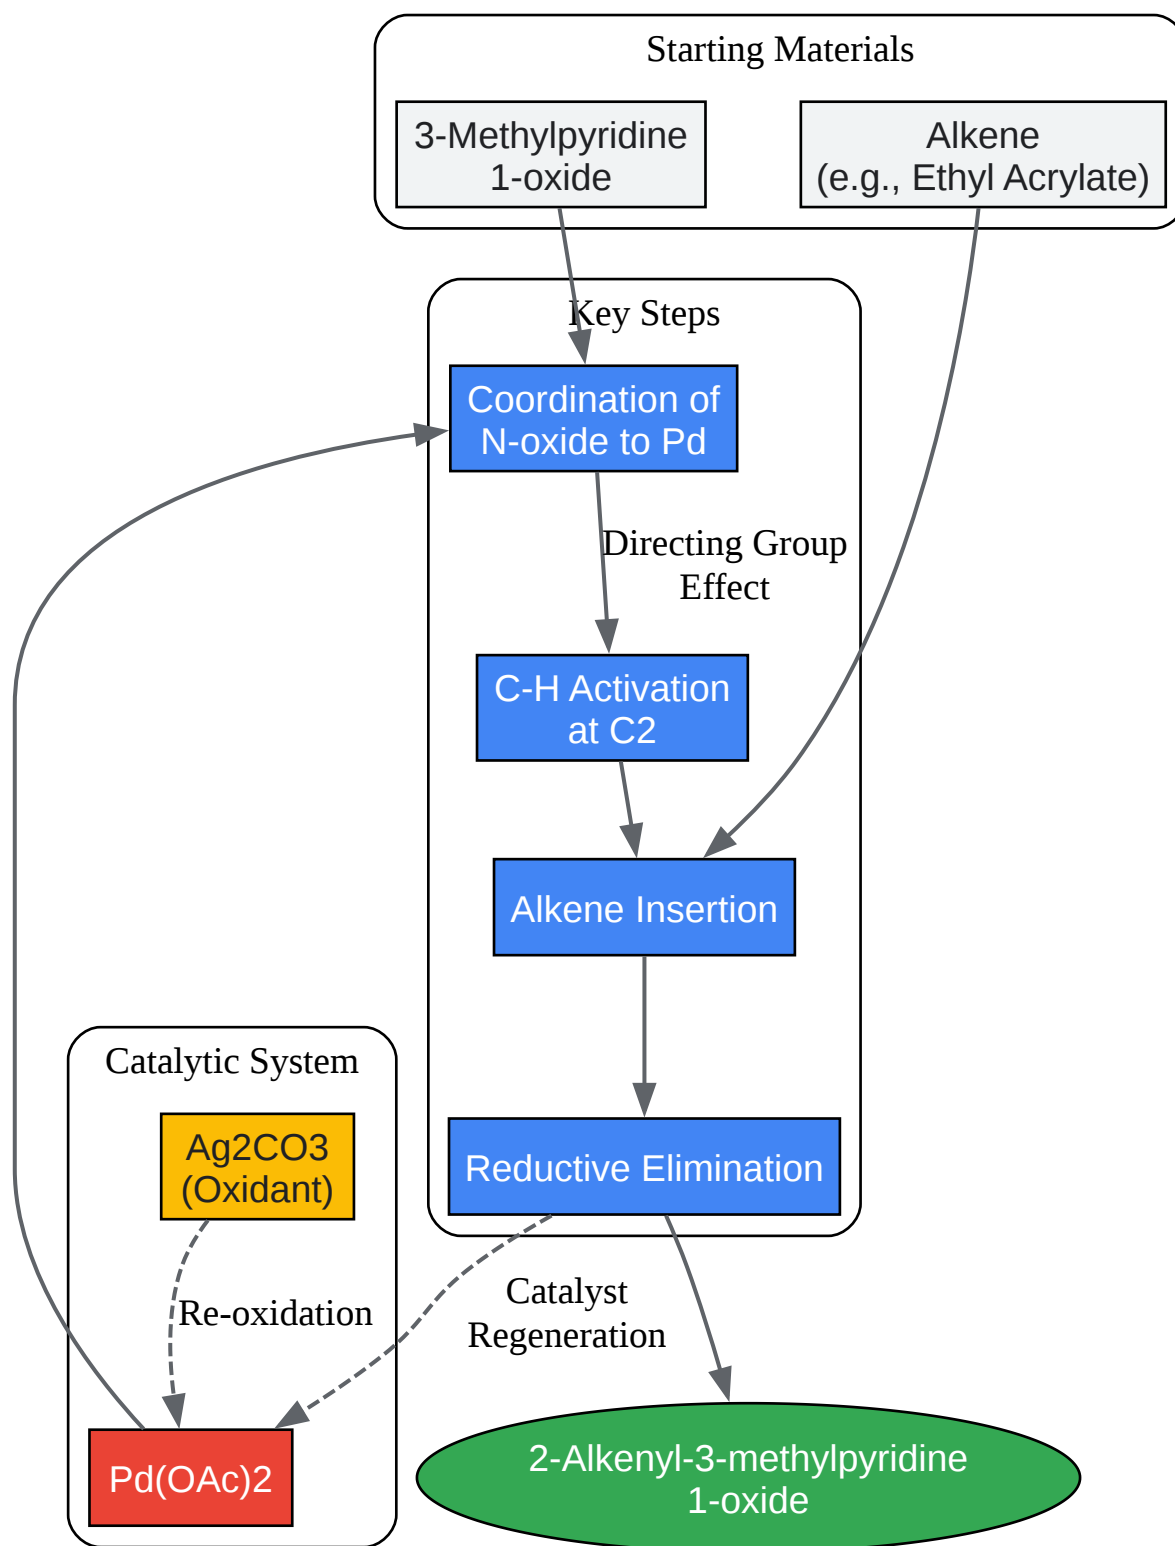 Starting Materials
3-Methylpyridine
1-oxide
Alkene
(e.g., Ethyl Acrylate)
Key Steps
Coordination of
N-oxide to Pd
Directing Group
Effect
C-H Activation
at C2
Alkene Insertion
Catalytic System
Ag2CO3
(Oxidant)
Reductive Elimination
Re-oxidation
Catalyst
Regeneration
Pd(OAc)2
2-Alkenyl-3-methylpyridine
1-oxide